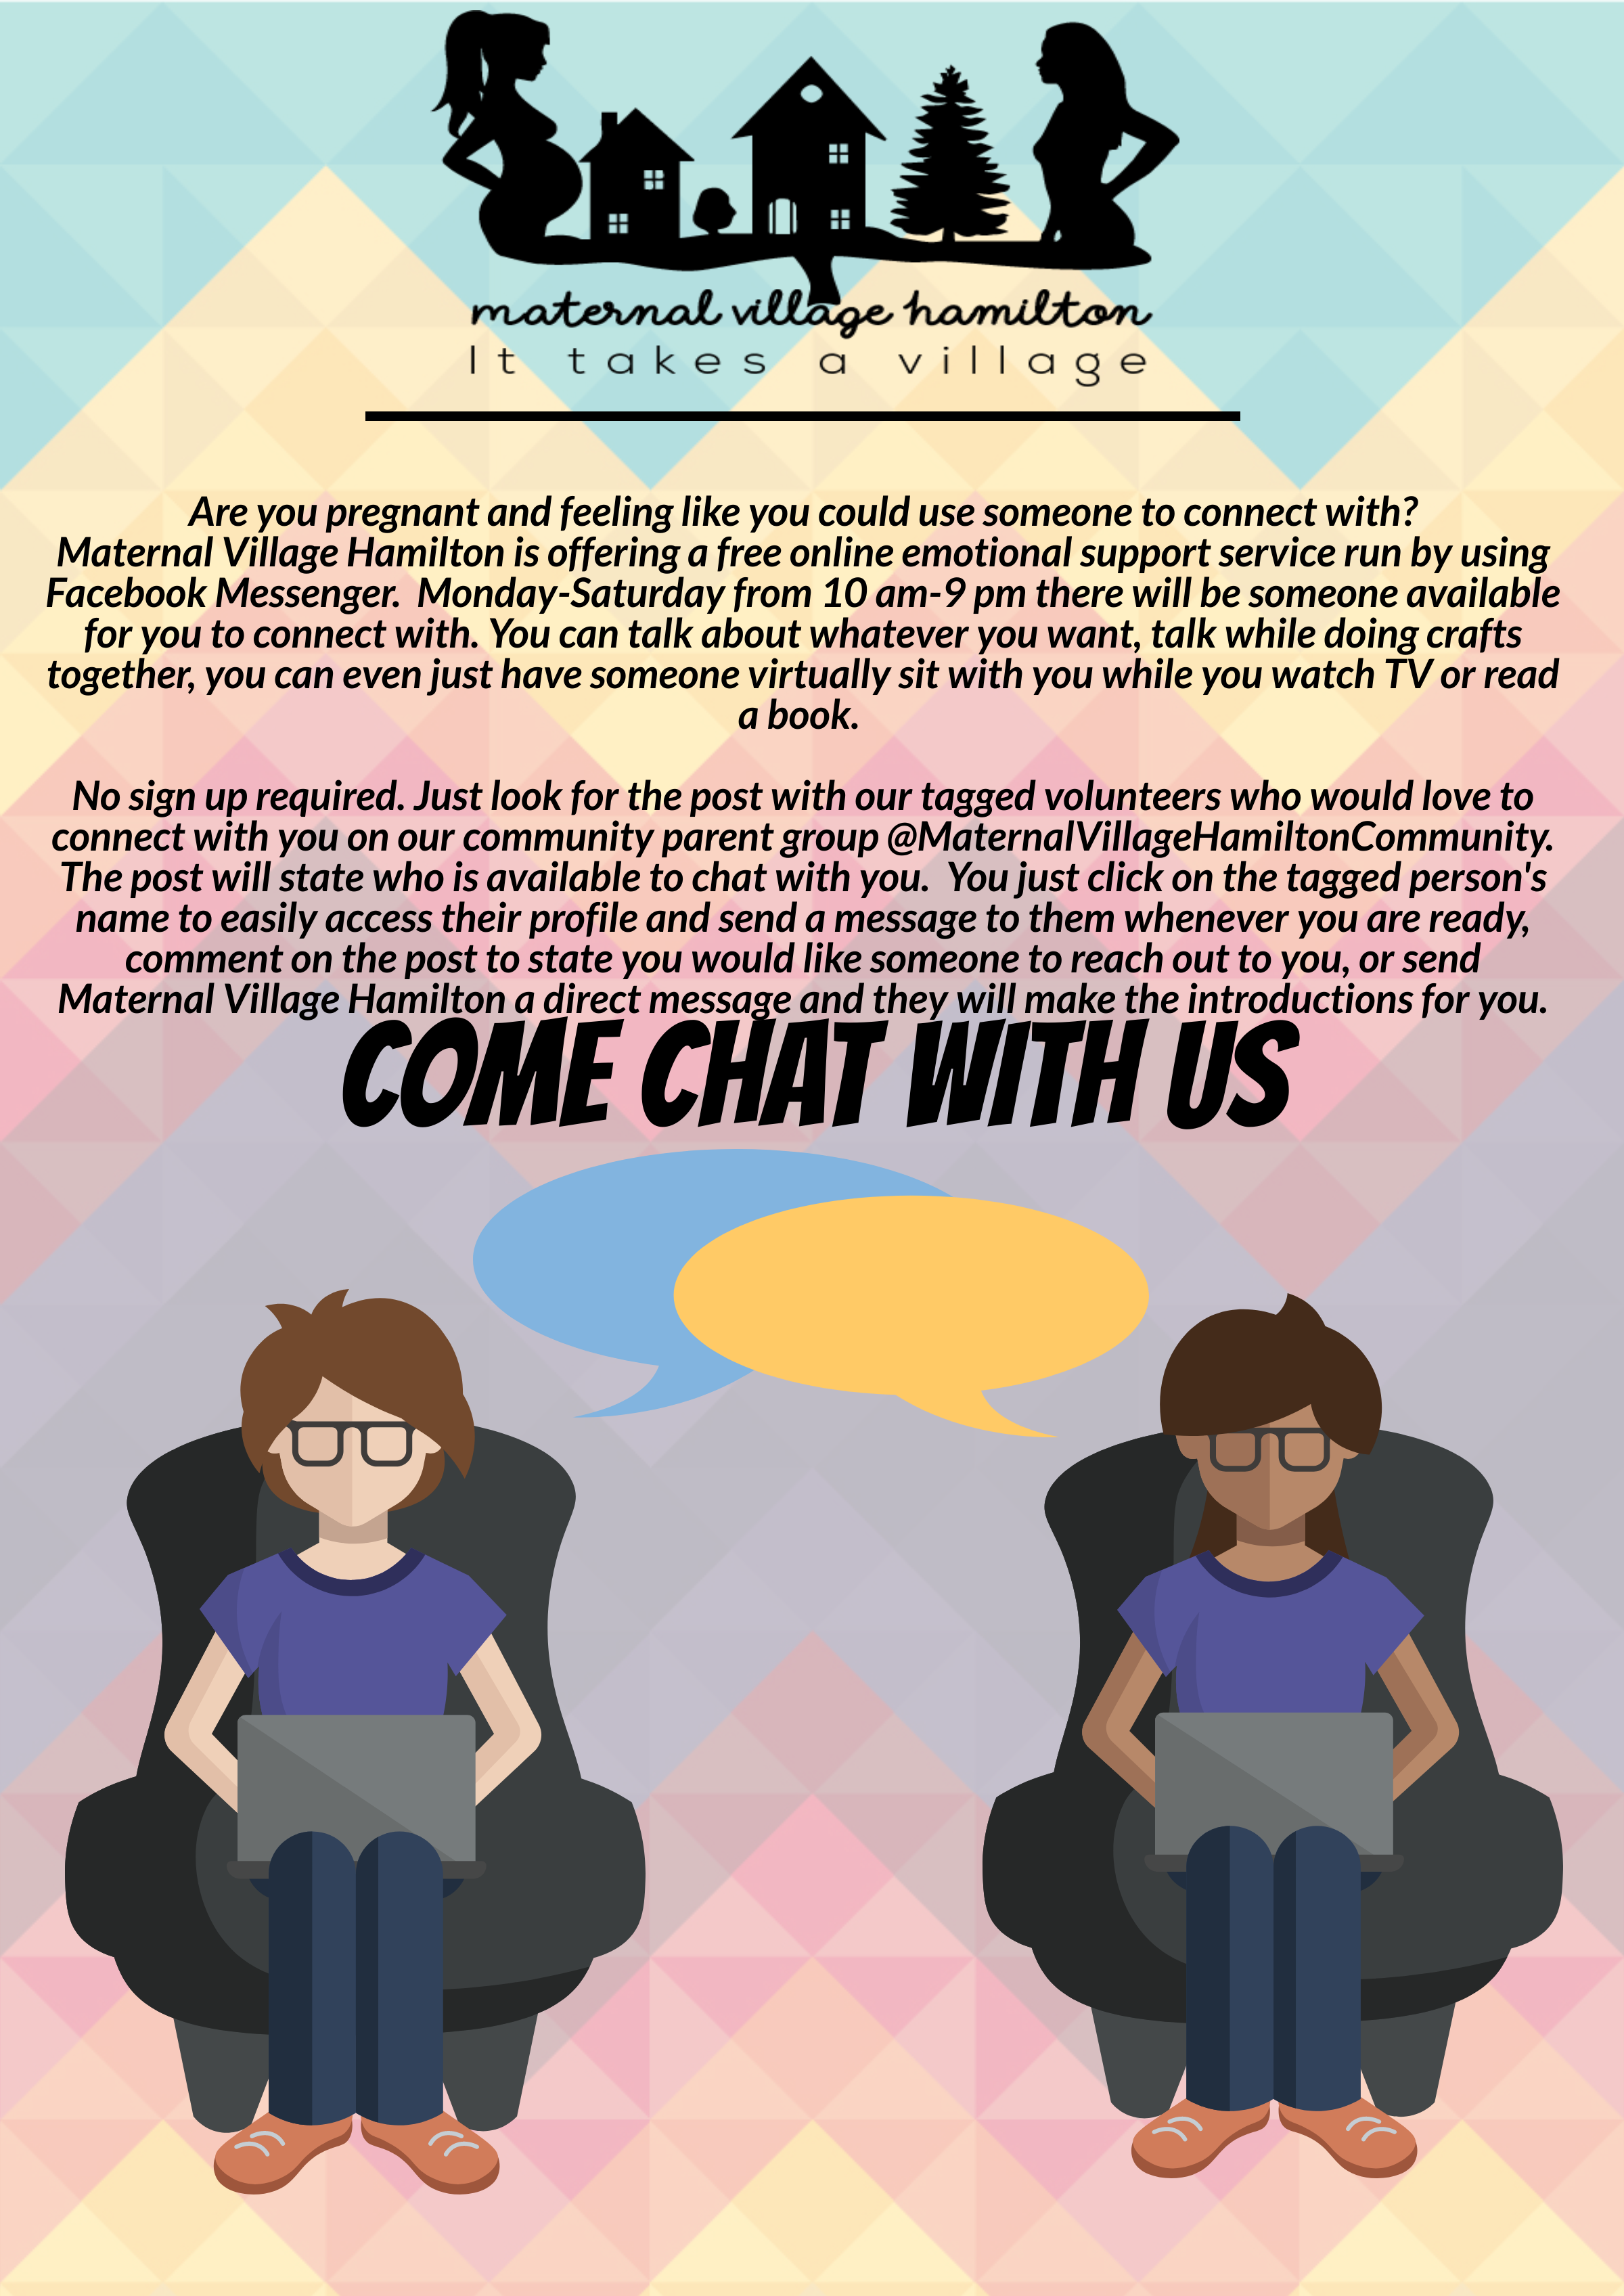 maternal village hamilton
It takes a village
Are you pregnant and feeling like you could use someone to connect with?
Maternal Village Hamilton is offering a free online emotional support service run by using
Facebook Messenger.  Monday-Saturday from 10 am-9 pm there will be someone available
for you to connect with. You can talk about whatever you want, talk while doing crafts
together, you can even just have someone virtually sit with you while you watch TV or read
a book.
No sign up required. Just look for the post with our tagged volunteers who would love to
connect with you on our community parent group @MaternalVillageHamiltonCommunity.
The post will state who is available to chat with you.  You just click on the tagged person's
name to easily access their profile and send a message to them whenever you are ready,
comment on the post to state you would like someone to reach out to you, or send
Maternal Village Hamilton a direct message and they will make the introductions for you.
COME CHAT WITH US